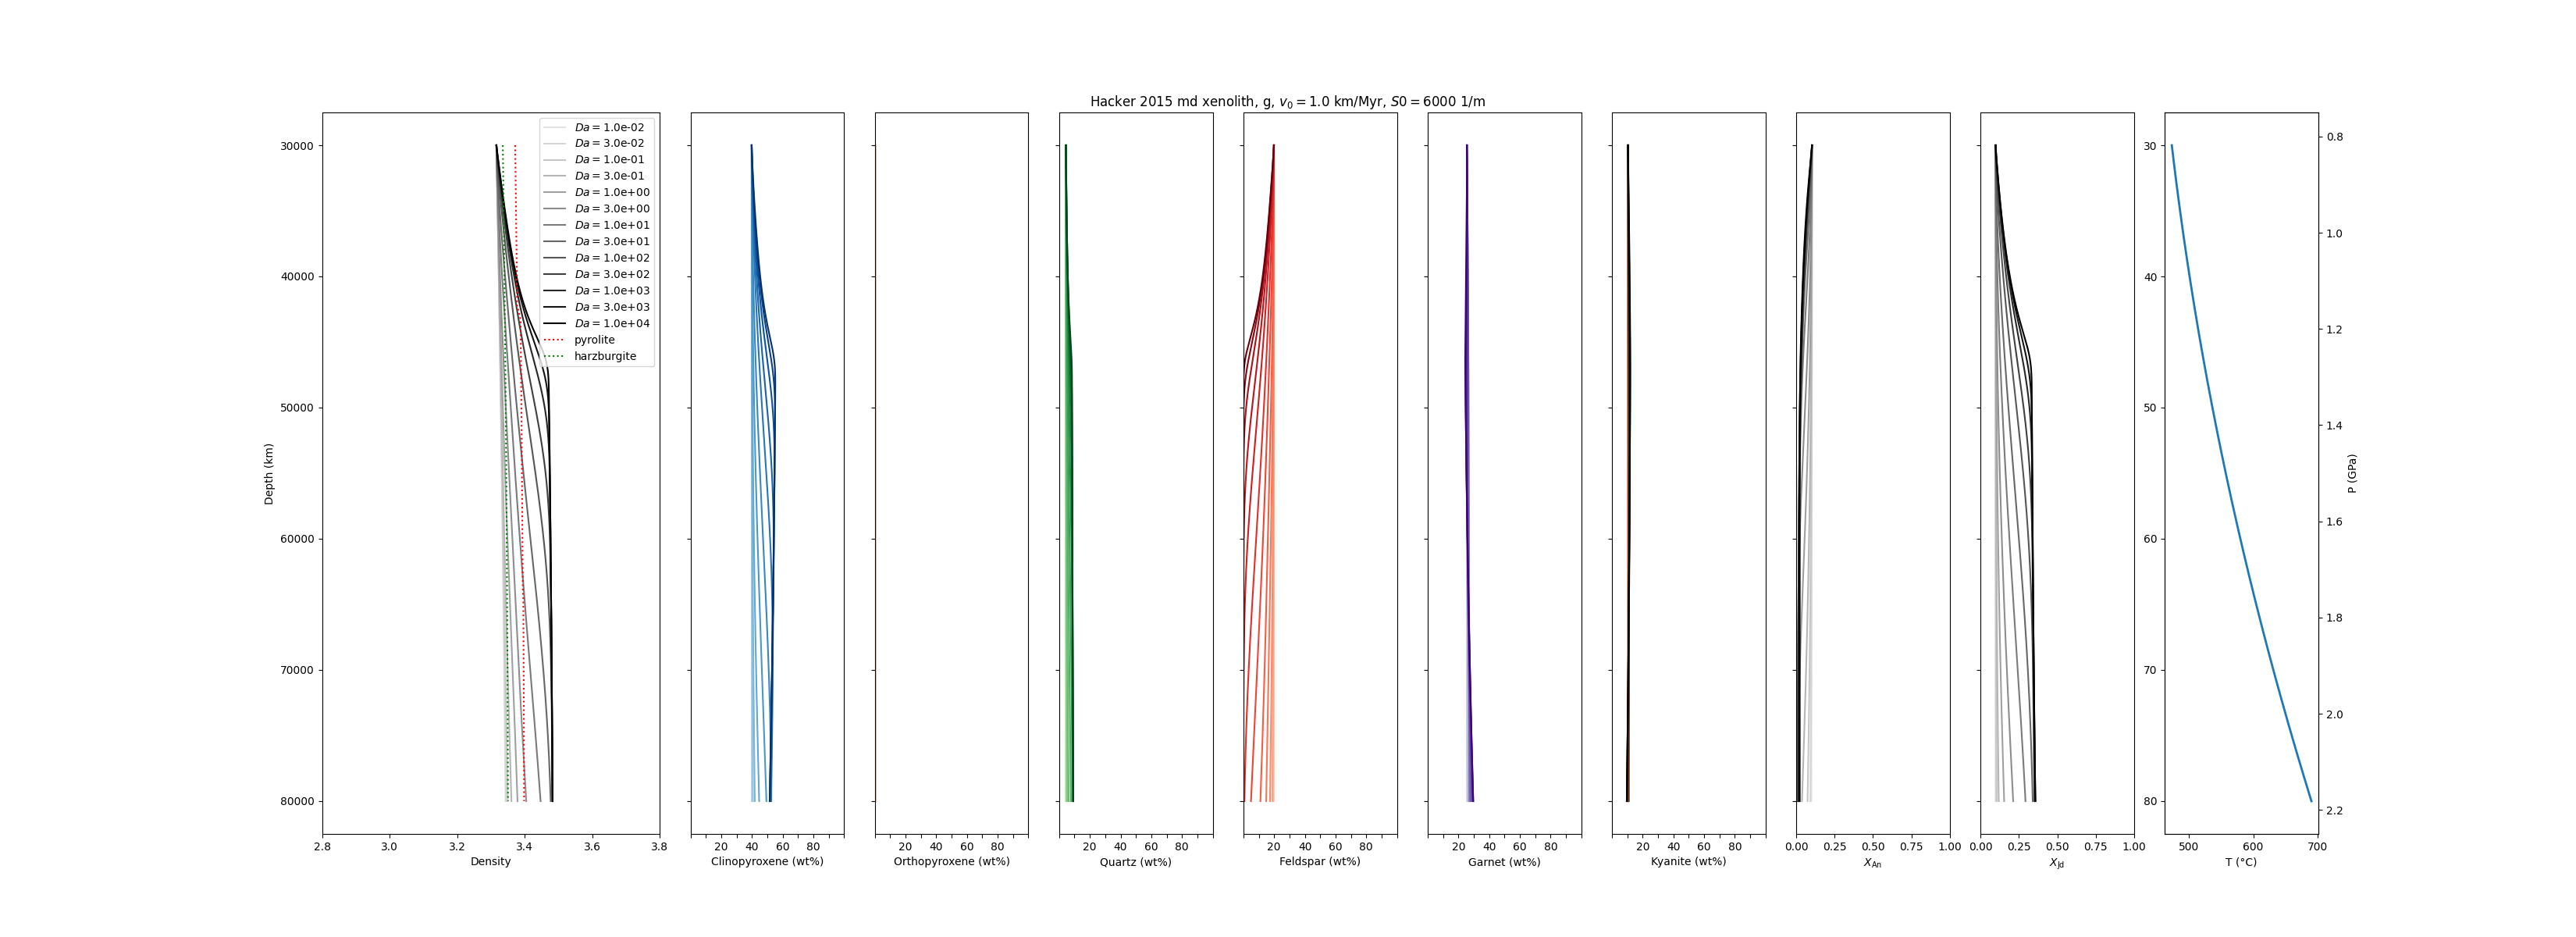 Hacker 2015 md xenolith, g, v₀ = 1.0 km/Myr, S0 = 6000 1/m
Da = 1.0e-02
Da = 3.0e-02
Da = 1.0e-01
Da = 3.0e-01
Da = 1.0e+00
Da = 3.0e+00
Da = 1.0e+01
Da = 3.0e+01
Da = 1.0e+02
Da = 3.0e+02
Da = 1.0e+03
Da = 3.0e+03
Da = 1.0e+04
pyrolite
harzburgite
30000
40000
50000
60000
70000
80000
Depth (km)
2.8 3.0 3.2 3.4 3.6 3.8
Density
20 40 60 80
Clinopyroxene (wt%)
20 40 60 80
Orthopyroxene (wt%)
20 40 60 80
Quartz (wt%)
20 40 60 80
Feldspar (wt%)
20 40 60 80
Garnet (wt%)
20 40 60 80
Kyanite (wt%)
0.00 0.25 0.50 0.75 1.00
X_An
0.00 0.25 0.50 0.75 1.00
X_Jd
30
40
50
60
70
80
500 600 700
T (°C)
0.8
1.0
1.2
1.4
1.6
1.8
2.0
2.2
P (GPa)